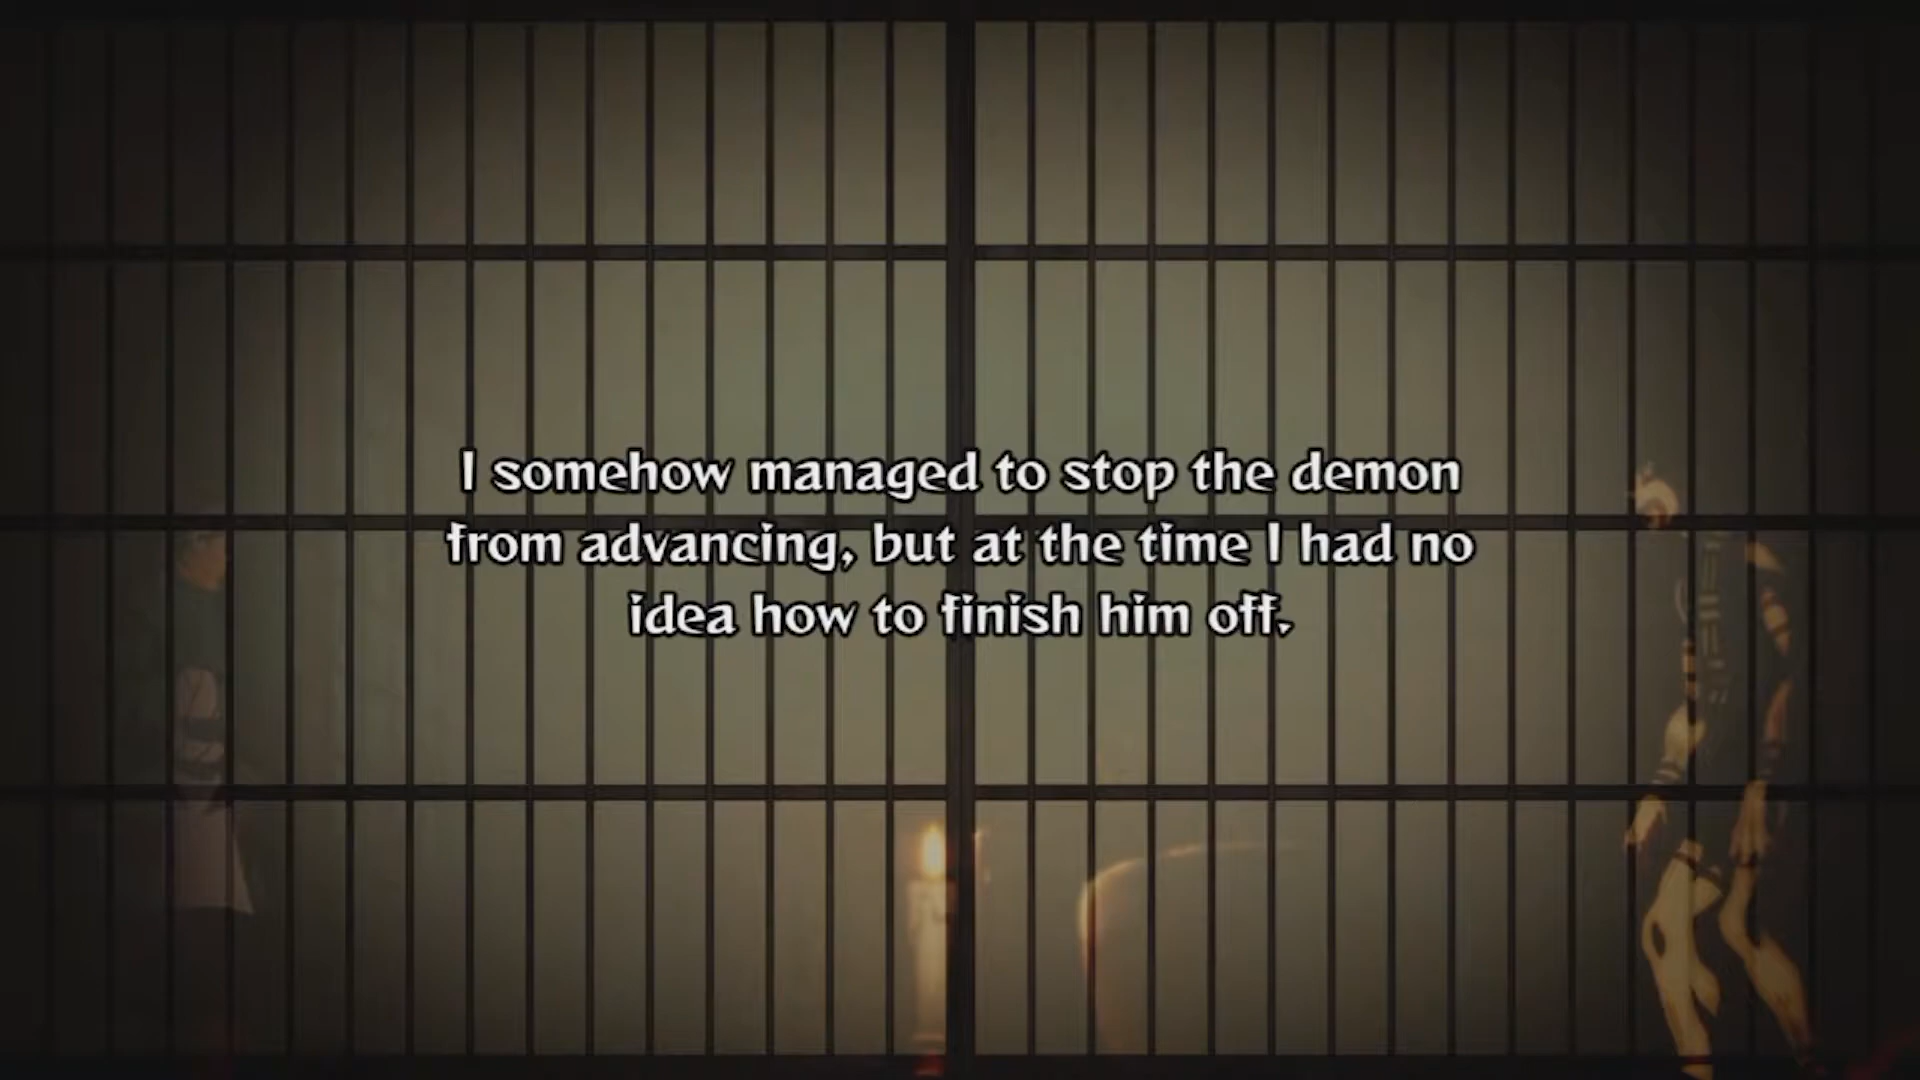 I somehow managed to stop the demon
from advancing, but at the time I had no
idea how to finish him off.